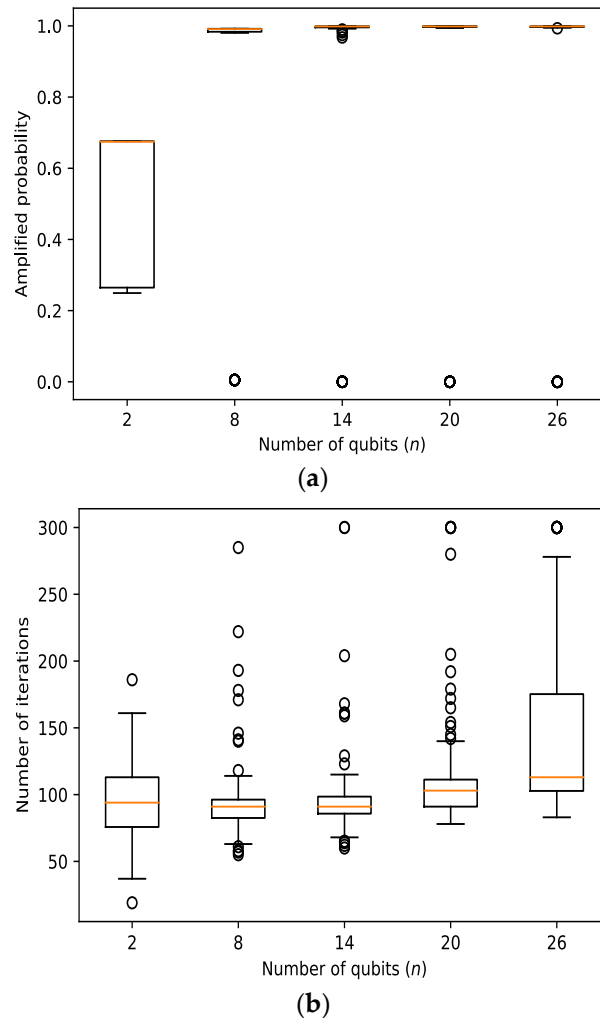 Amplified probability
1.0
0.8
0.6
0.4
0.2
0.0
2 8 14 20 26
Number of qubits (n)
(a)
Number of iterations
300
250
200
150
100
50
2 8 14 20 26
Number of qubits (n)
(b)